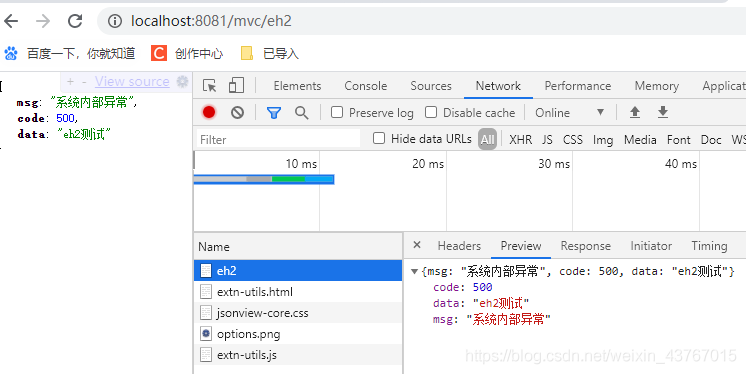 localhost:8081/mvc/eh2
百度一下，你就知道 创作中心 已导入
+ - View source
{
msg: "系统内部异常",
code: 500,
data: "eh2测试"
}
Elements Console Sources Network Performance Memory Applicat
Preserve log Disable cache Online
Filter Hide data URLs All XHR JS CSS Img Media Font Doc WS
10 ms 20 ms 30 ms 40 ms
Name
eh2
extn-utils.html
jsonview-core.css
options.png
extn-utils.js
× Headers Preview Response Initiator Timing
{msg: "系统内部异常", code: 500, data: "eh2测试"}
code: 500
data: "eh2测试"
msg: "系统内部异常"
https://blog.csdn.net/weixin_43767015